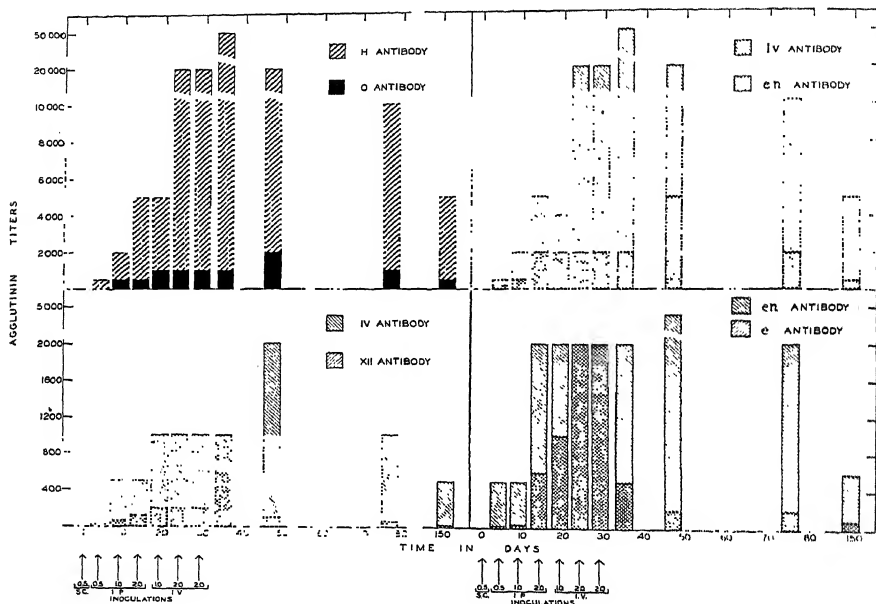 50 000
20 000
10 000
8 000
6 000
4 000
2 000
H ANTIBODY
O ANTIBODY
IV ANTIBODY
en ANTIBODY
AGGLUTININ TITERS
5 000
2000
1600
1200
800
400
IV ANTIBODY
XII ANTIBODY
en ANTIBODY
e ANTIBODY
150 0 10 20 30 40 50 60 70 80 150
TIME IN DAYS
0.5 0.5 1.0 2.0 1.0 2.0 2.0
S.C. I P I.V.
INOCULATIONS
0.5 0.5 1.0 2.0 1.0 2.0 2.0
S.C. I P I.V.
INOCULATIONS